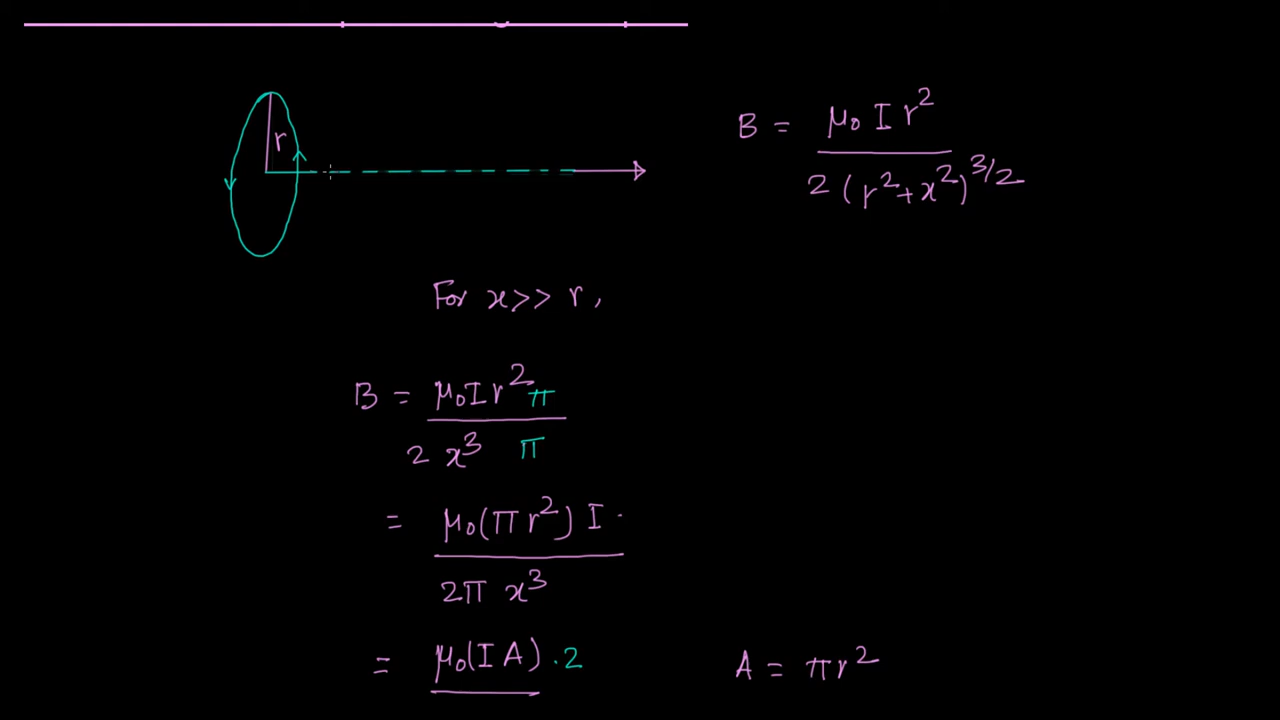 r
B = μ₀ I r² / 2 (r² + x²)^3/2
For x >> r,
B = μ₀ I r² π / 2 x³ π
= μ₀ (π r²) I . / 2π x³
= μ₀ (I A) . 2
A = π r²